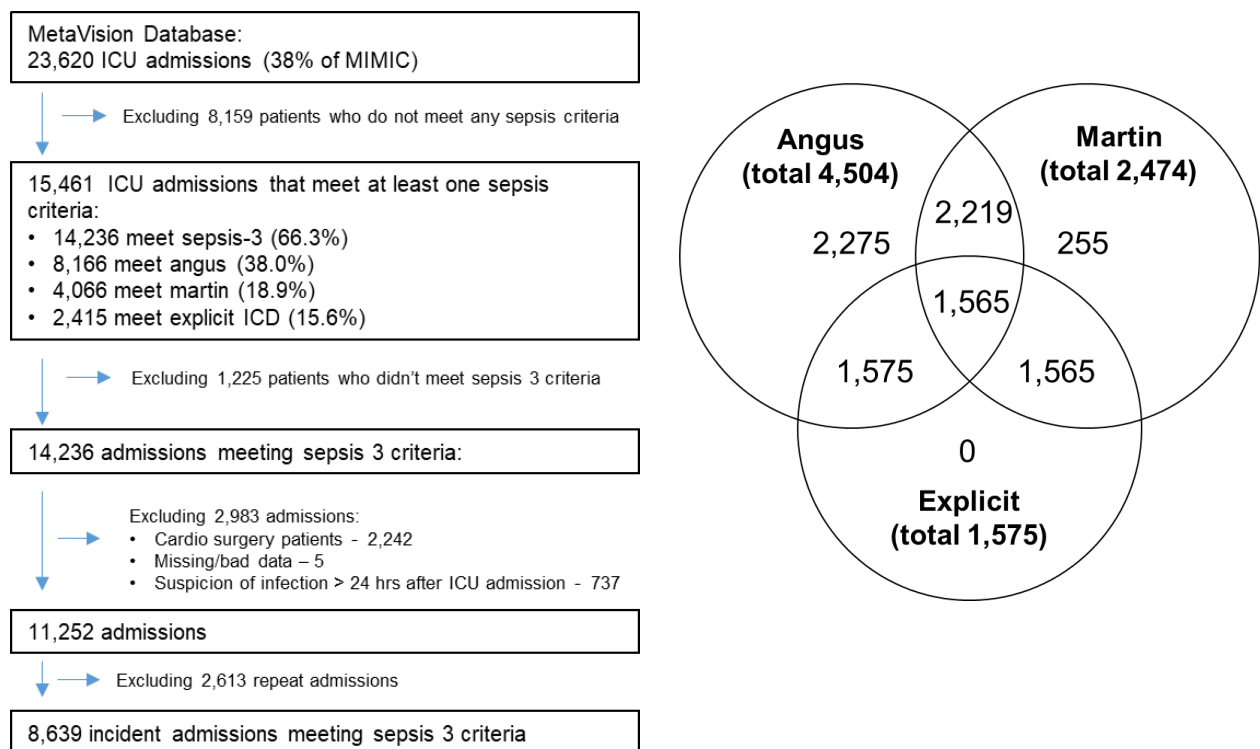 MetaVision Database:
23,620 ICU admissions (38% of MIMIC)
Excluding 8,159 patients who do not meet any sepsis criteria
15,461 ICU admissions that meet at least one sepsis
criteria:
• 14,236 meet sepsis-3 (66.3%)
• 8,166 meet angus (38.0%)
• 4,066 meet martin (18.9%)
• 2,415 meet explicit ICD (15.6%)
Excluding 1,225 patients who didn't meet sepsis 3 criteria
14,236 admissions meeting sepsis 3 criteria:
Excluding 2,983 admissions:
• Cardio surgery patients - 2,242
• Missing/bad data – 5
• Suspicion of infection > 24 hrs after ICU admission - 737
11,252 admissions
Excluding 2,613 repeat admissions
8,639 incident admissions meeting sepsis 3 criteria
Angus
(total 4,504)
Martin
(total 2,474)
2,219
2,275
255
1,565
1,575
1,565
0
Explicit
(total 1,575)